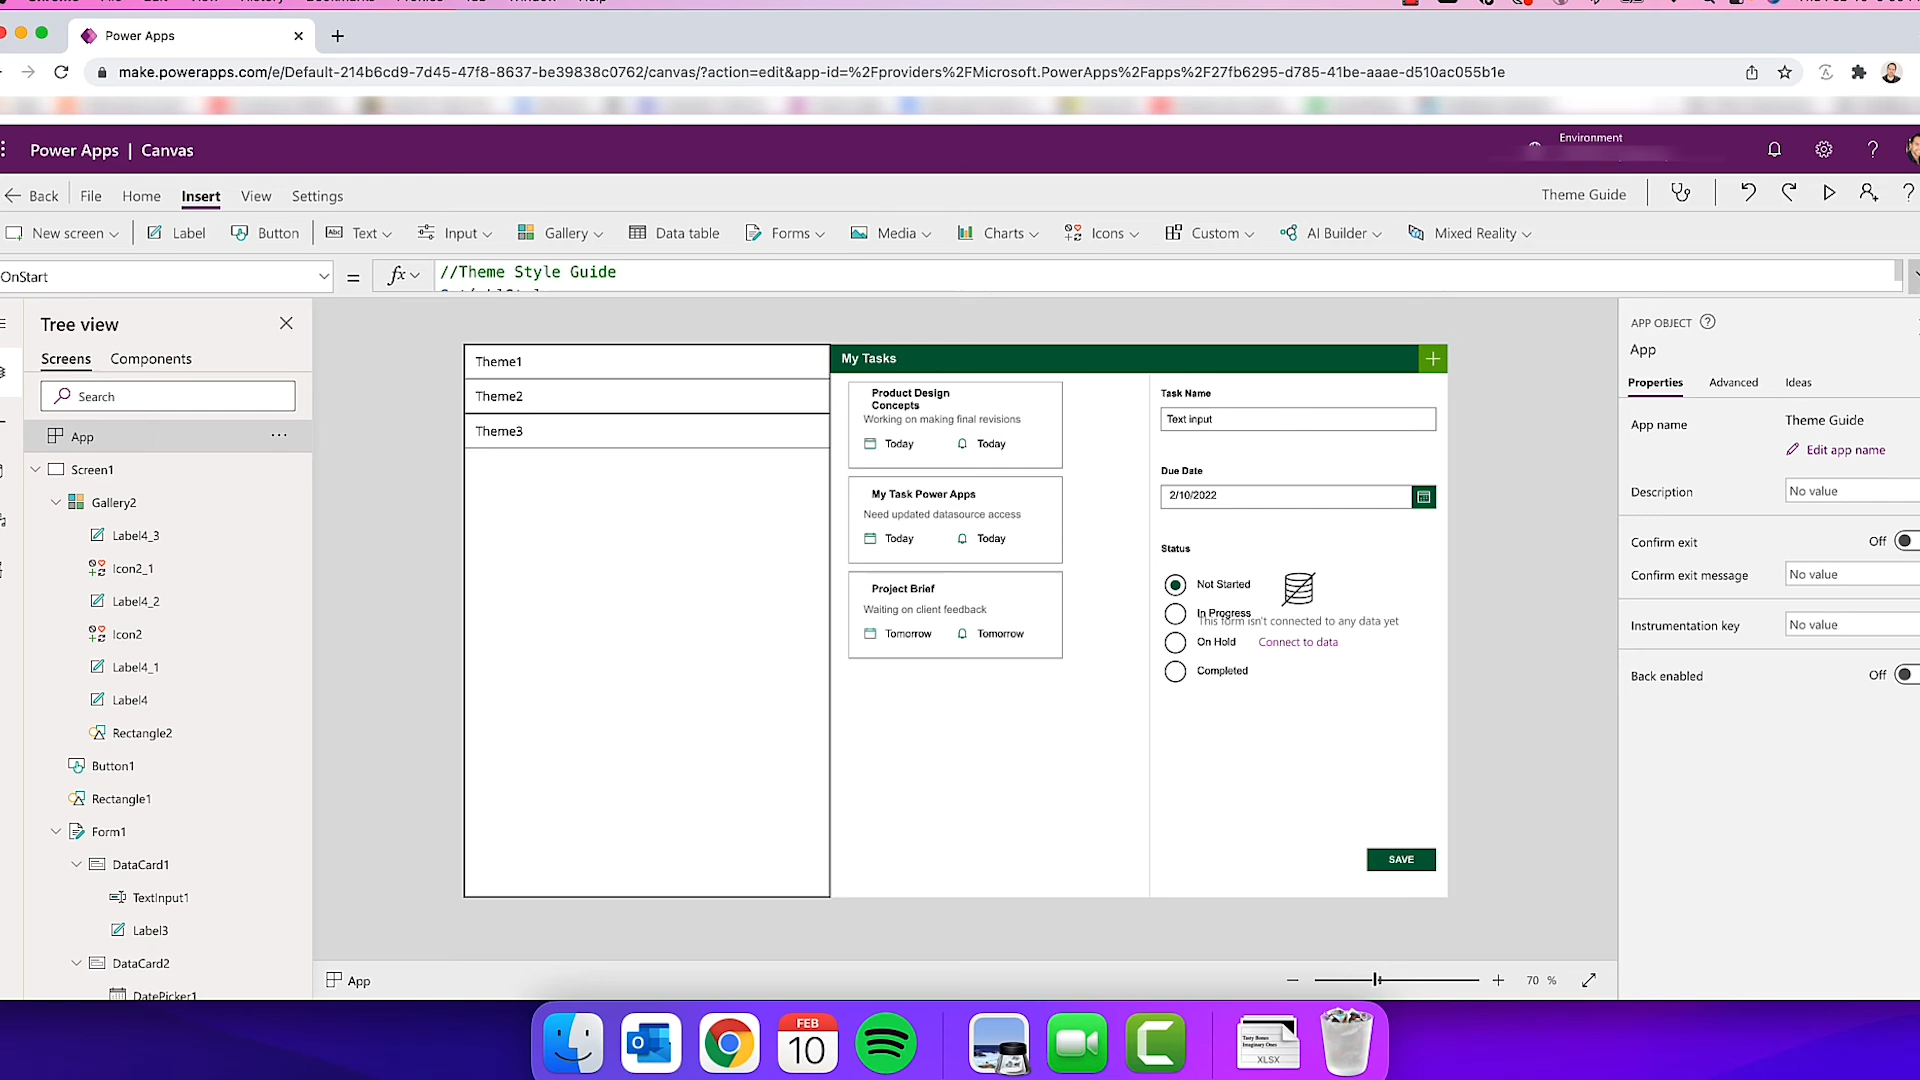 Power Apps
make.powerapps.com/e/Default-214b6cd9-7d45-47f8-8637-be39838c0762/canvas/?action=edit&app-id=%2Fproviders%2FMicrosoft.PowerApps%2Fapps%2F27fb6295-d785-41be-aaae-d510ac055b1e
Power Apps | Canvas
Environment
Back
File
Home
Insert
View
Settings
Theme Guide
New screen
Label
Button
Text
Input
Gallery
Data table
Forms
Media
Charts
Icons
Custom
AI Builder
Mixed Reality
OnStart
=
fx
//Theme Style Guide
Tree view
Screens
Components
Search
App
Screen1
Gallery2
Label4_3
Icon2_1
Label4_2
Icon2
Label4_1
Label4
Rectangle2
Button1
Rectangle1
Form1
DataCard1
TextInput1
Label3
DataCard2
DatePicker1
Theme1
Theme2
Theme3
My Tasks
Product Design
Concepts
Working on making final revisions
Today
Today
My Task Power Apps
Need updated datasource access
Today
Today
Project Brief
Waiting on client feedback
Tomorrow
Tomorrow
Task Name
Text input
Due Date
2/10/2022
Status
Not Started
In Progress
This form isn't connected to any data yet
On Hold
Connect to data
Completed
SAVE
APP OBJECT
App
Properties
Advanced
Ideas
App name
Theme Guide
Edit app name
Description
No value
Confirm exit
Off
Confirm exit message
No value
Instrumentation key
No value
Back enabled
Off
App
70 %
FEB
10
Tasty Bones
Imaginary Ones
XLSX